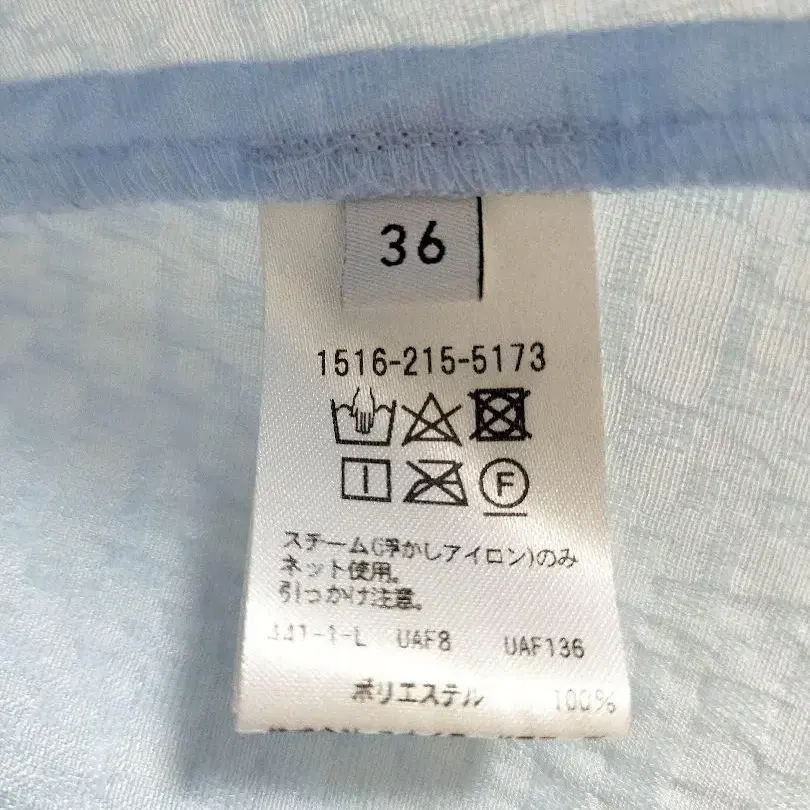 36
1516-215-5173
F
スチーム(浮かしアイロン)のみ
ネット使用。
引っかけ注意。
UAF8 UAF136
ポリエステル 100%